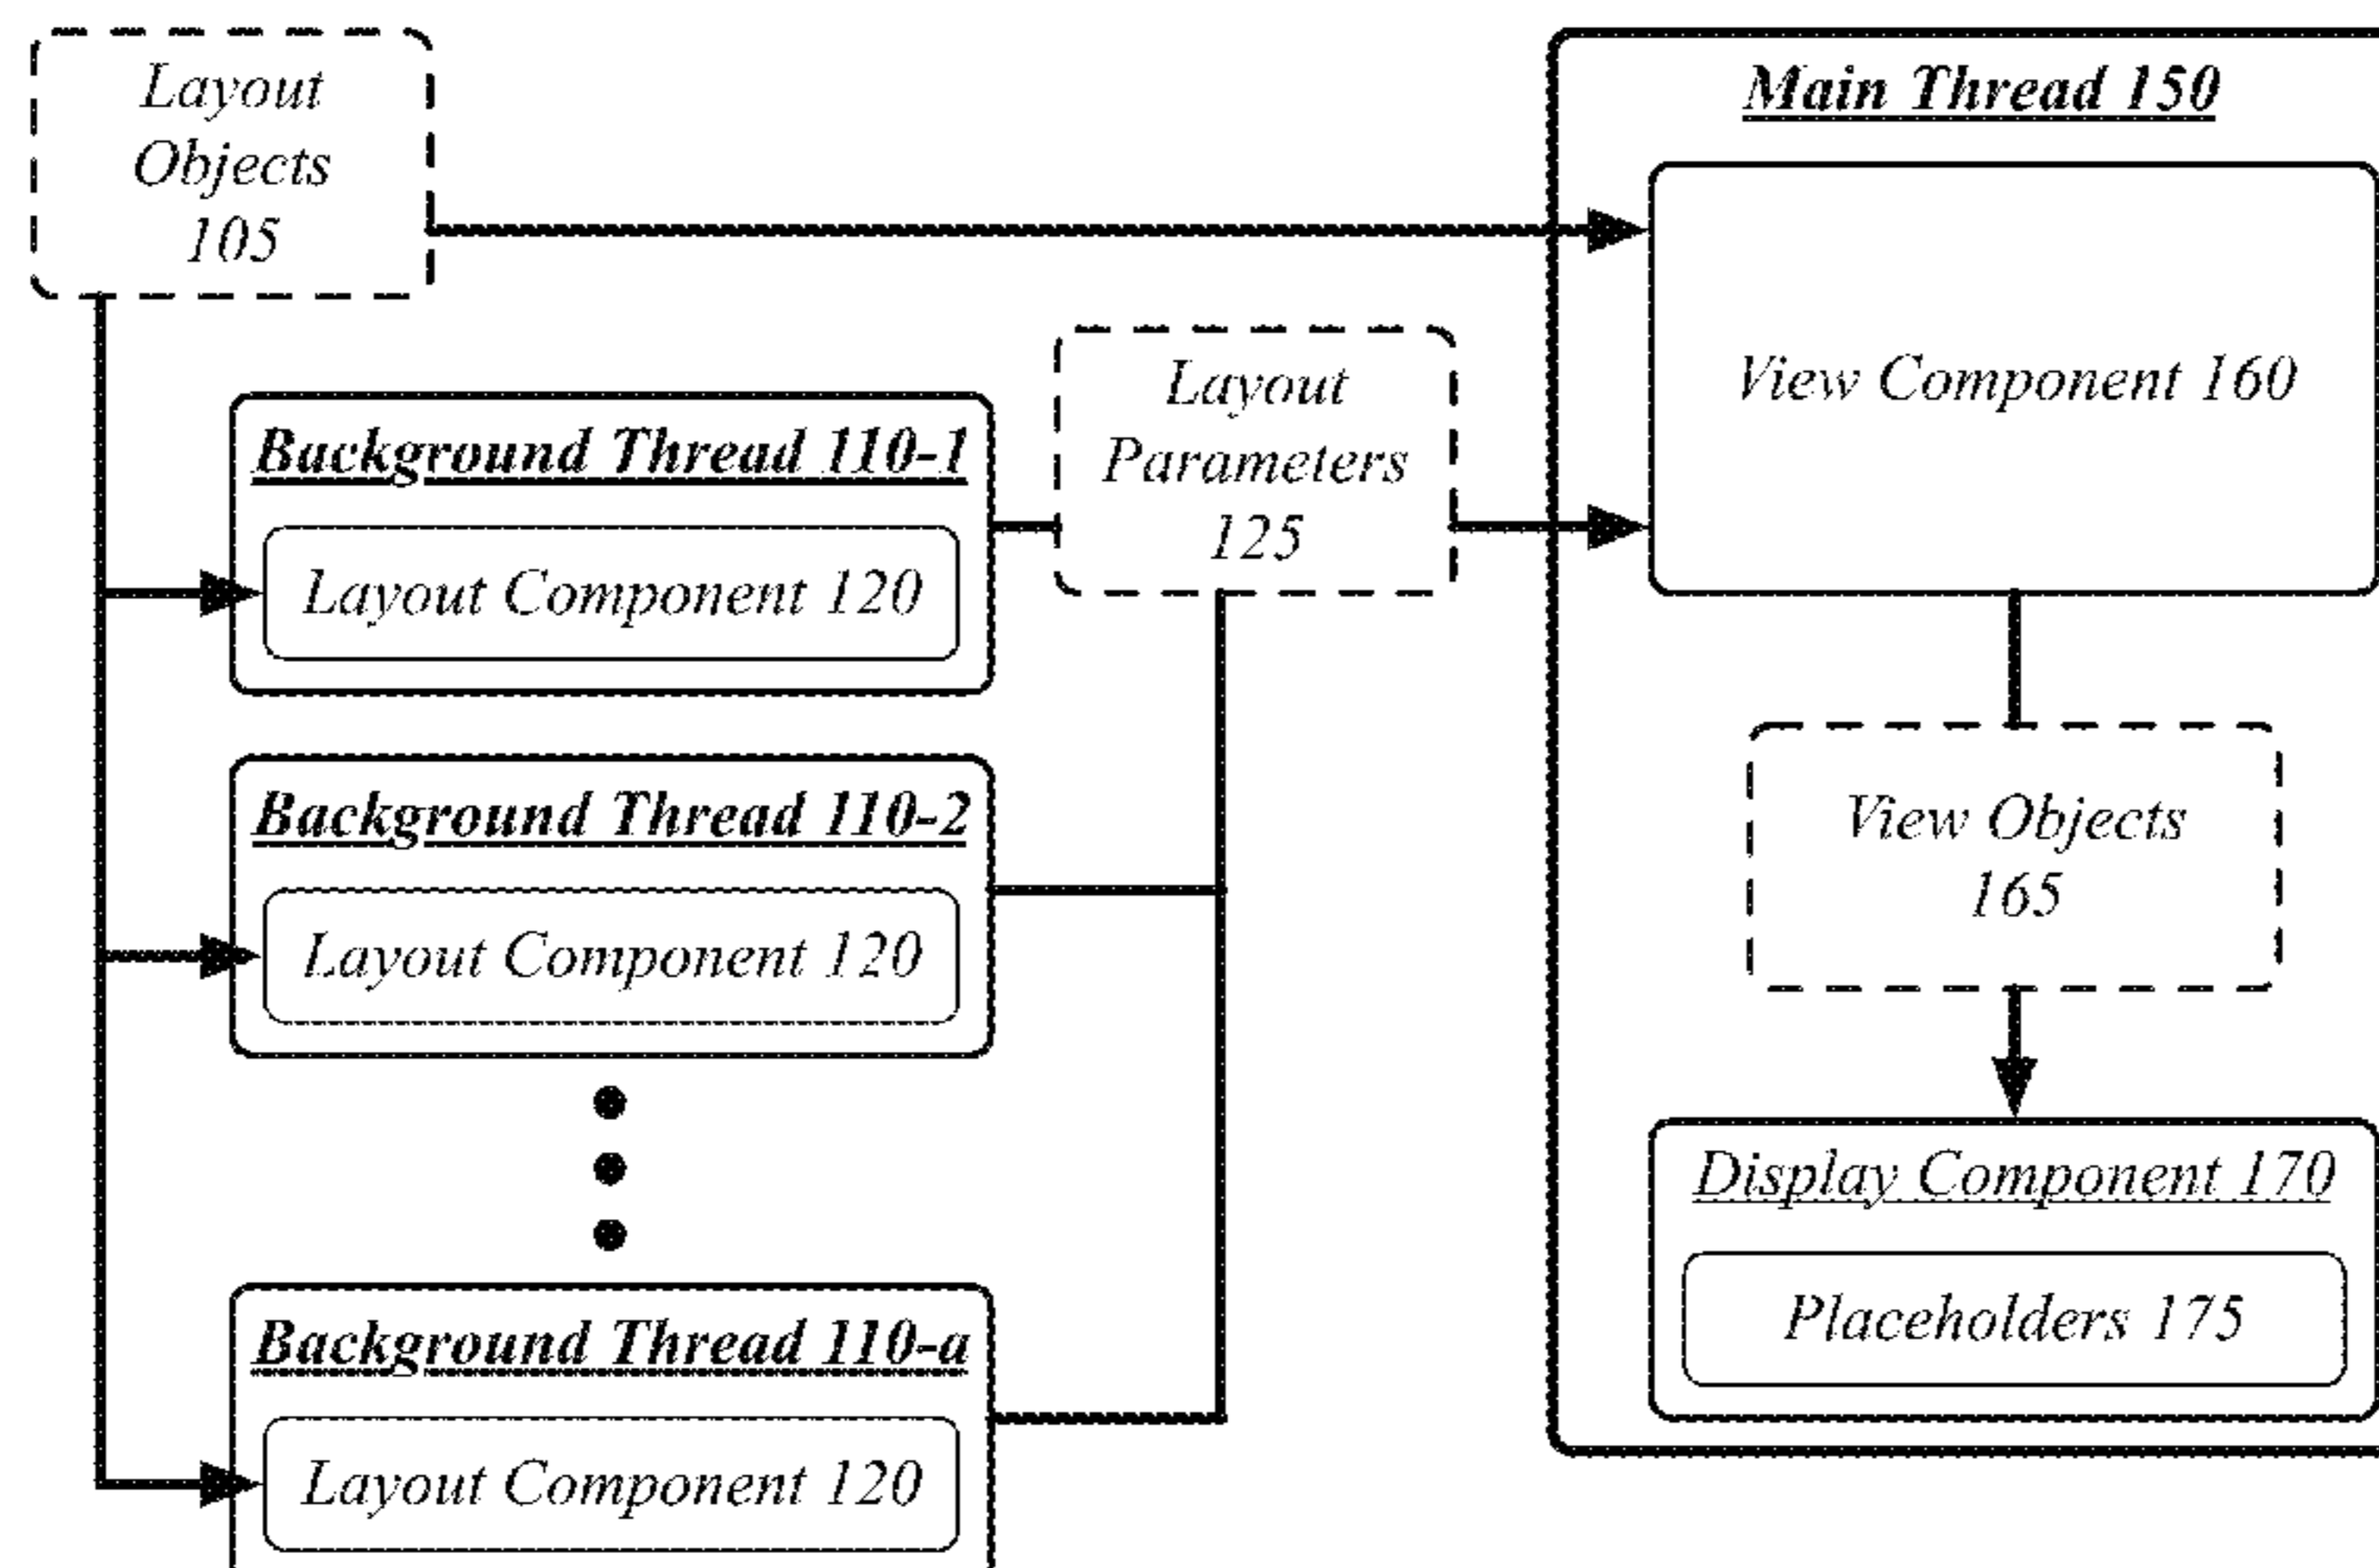 Layout
Objects
105
Main Thread 150
View Component 160
Layout
Parameters
125
Background Thread 110-1
Layout Component 120
Background Thread 110-2
Layout Component 120
View Objects
165
Display Component 170
Placeholders 175
Background Thread 110-a
Layout Component 120